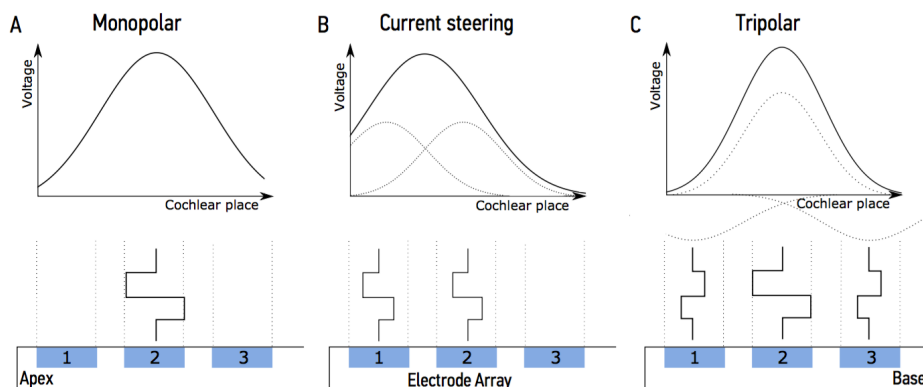 A Monopolar
B Current steering
C Tripolar
Voltage
Cochlear place
Voltage
Cochlear place
Voltage
Cochlear place
1 2 3
1 2 3
1 2 3
Apex
Electrode Array
Base